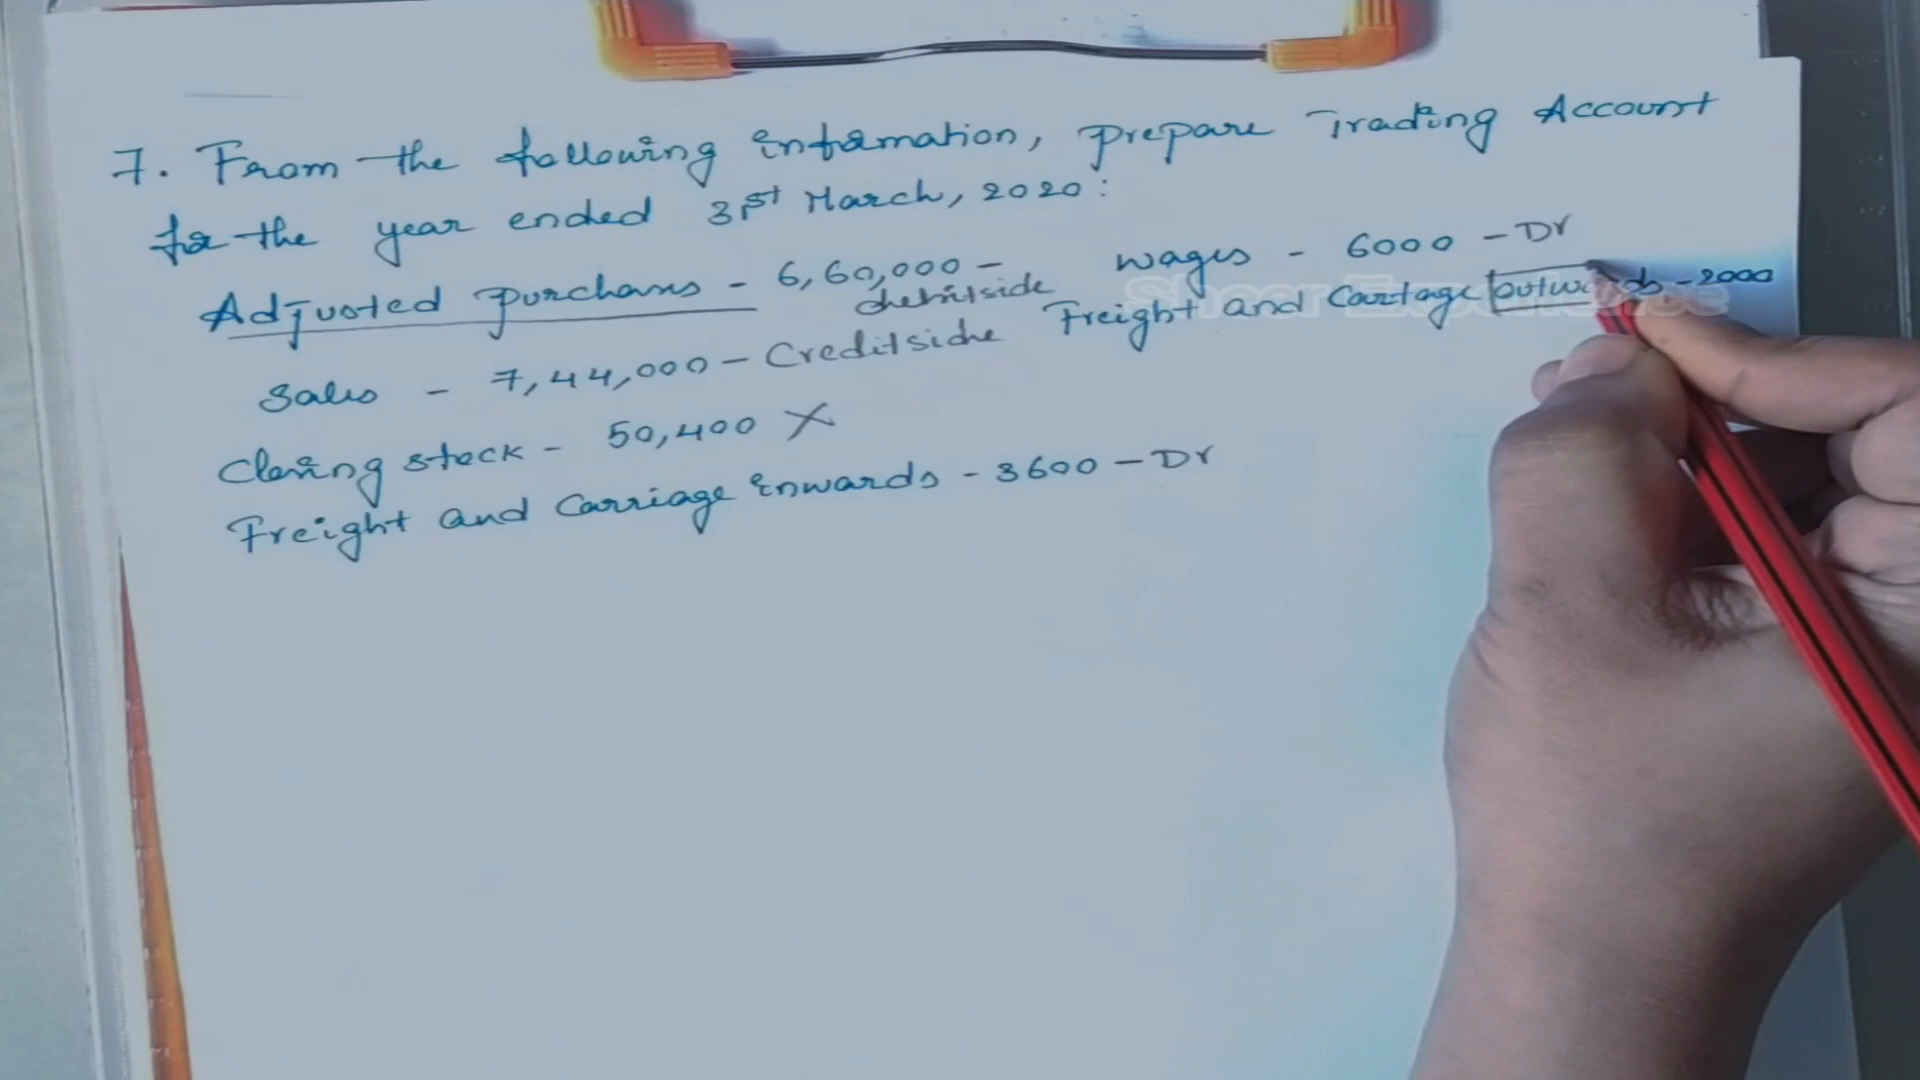 7. From the following information, prepare Trading Account
for the year ended 31st March, 2020:
Adjusted purchases - 6,60,000 - debitside
Sales - 7,44,000 - Creditside
Closing stock - 50,400 X
Freight and Carriage inwards - 3600 - Dr
wages - 6000 - Dr
Freight and Cartage outwards - 2000